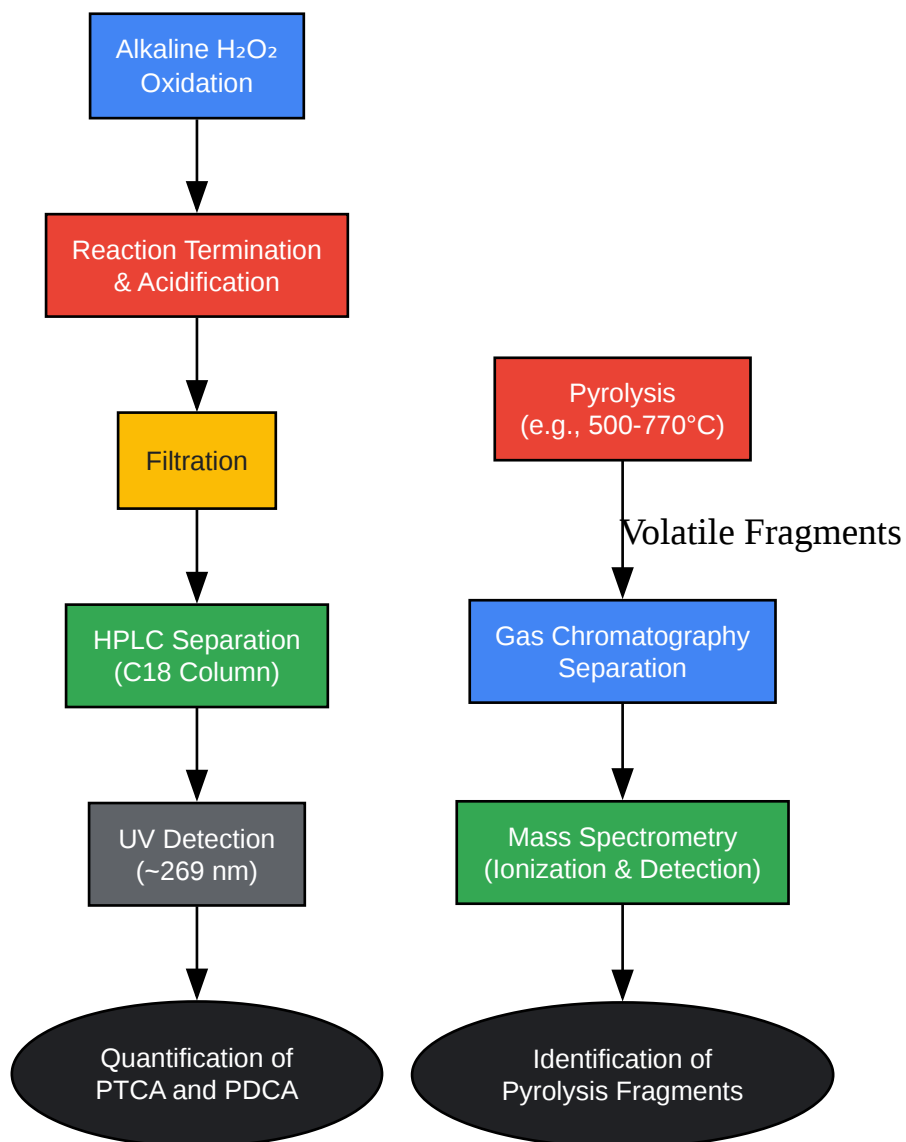 Alkaline H₂O₂
Oxidation
Reaction Termination
& Acidification
Filtration
HPLC Separation
(C18 Column)
UV Detection
(~269 nm)
Quantification of
PTCA and PDCA
Pyrolysis
(e.g., 500-770°C)
Volatile Fragments
Gas Chromatography
Separation
Mass Spectrometry
(Ionization & Detection)
Identification of
Pyrolysis Fragments